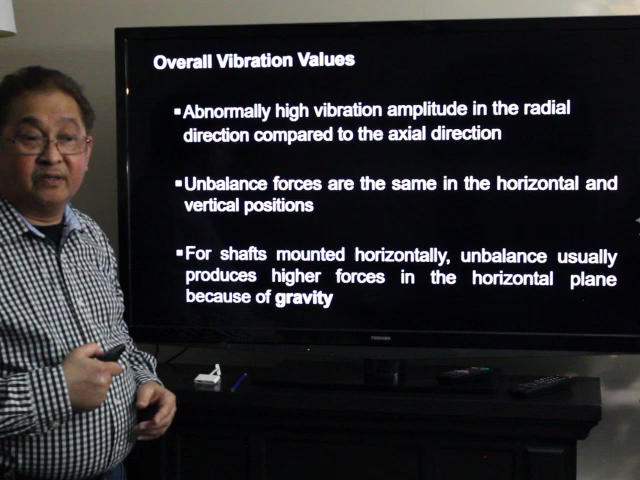 Overall Vibration Values
▪Abnormally high vibration amplitude in the radial
direction compared to the axial direction
▪Unbalance forces are the same in the horizontal and
vertical positions
▪For shafts mounted horizontally, unbalance usually
produces higher forces in the horizontal plane
because of gravity
TOSHIBA